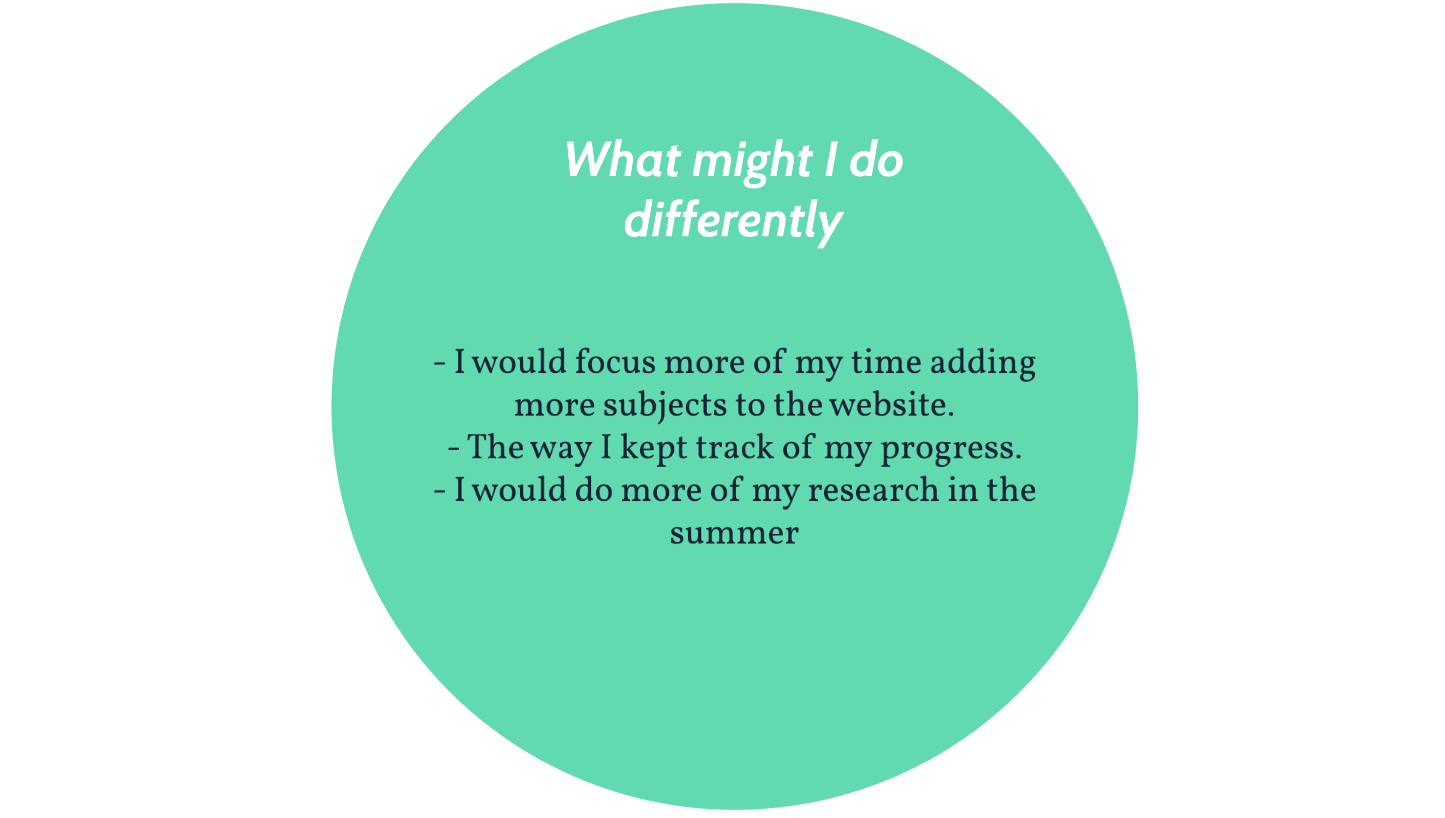 What might I do
differently
- I would focus more of my time adding
more subjects to the website.
- The way I kept track of my progress.
- I would do more of my research in the
summer